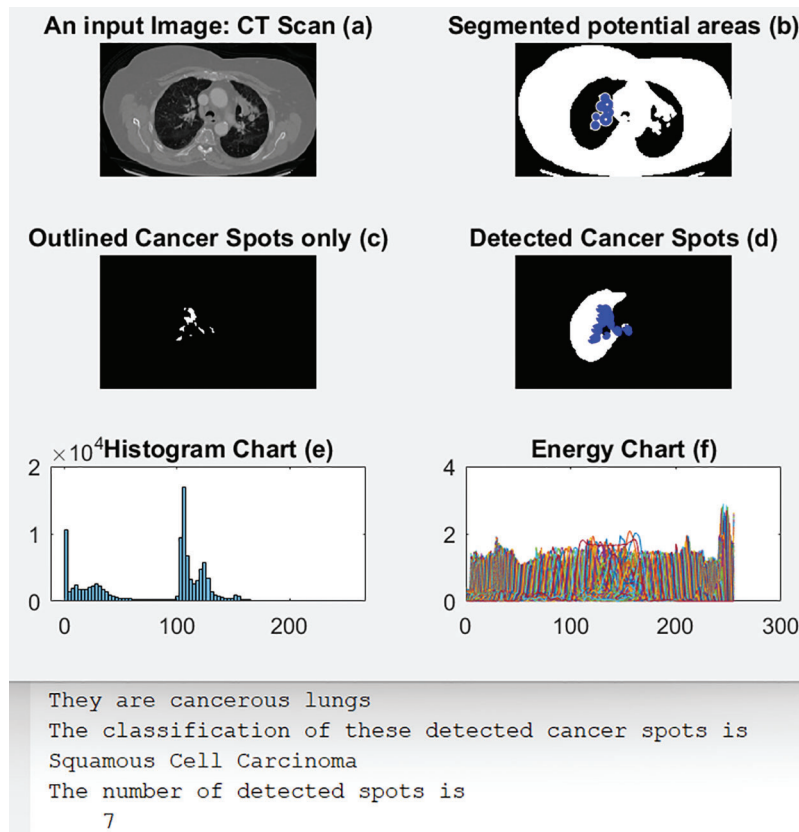 An input Image: CT Scan (a)
Segmented potential areas (b)
Outlined Cancer Spots only (c)
Detected Cancer Spots (d)
×10⁴ Histogram Chart (e)
2
1
0
0 100 200
Energy Chart (f)
4
2
0
0 100 200 300
They are cancerous lungs
The classification of these detected cancer spots is
Squamous Cell Carcinoma
The number of detected spots is
7